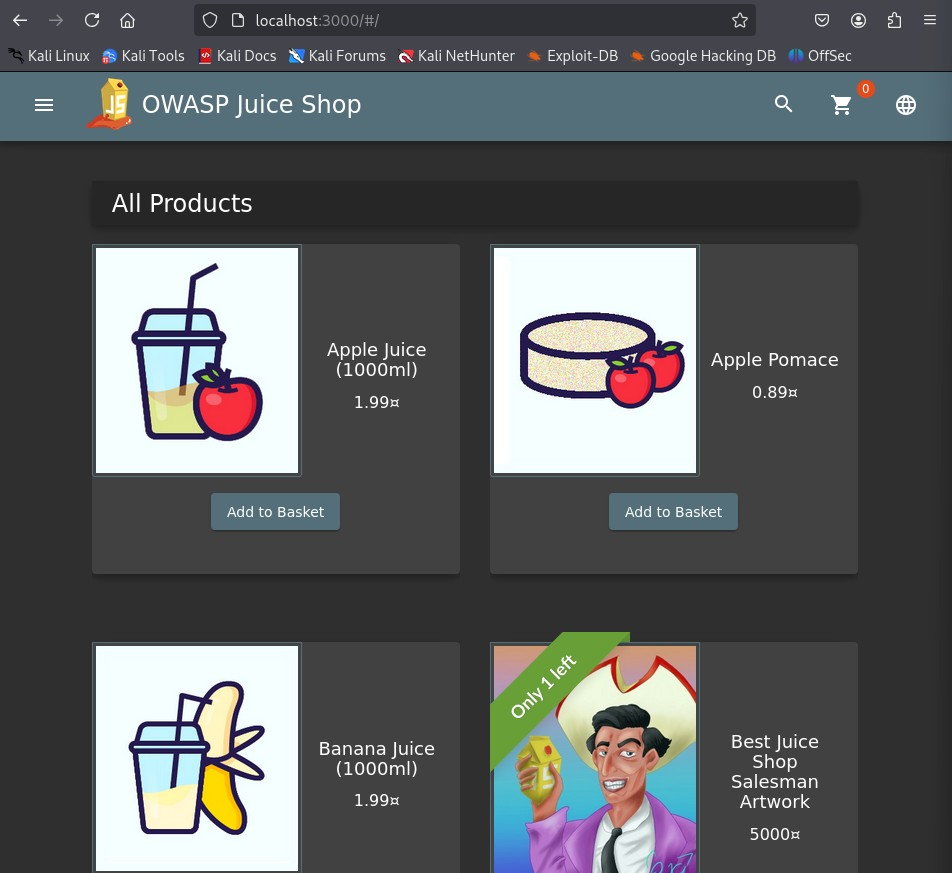 localhost:3000/#/
Kali Linux Kali Tools Kali Docs Kali Forums Kali NetHunter Exploit-DB Google Hacking DB OffSec
JS OWASP Juice Shop 0
All Products
Apple Juice
(1000ml)
1.99¤
Apple Pomace
0.89¤
Add to Basket Add to Basket
Banana Juice
(1000ml)
1.99¤
Only 1 left
Best Juice
Shop
Salesman
Artwork
5000¤